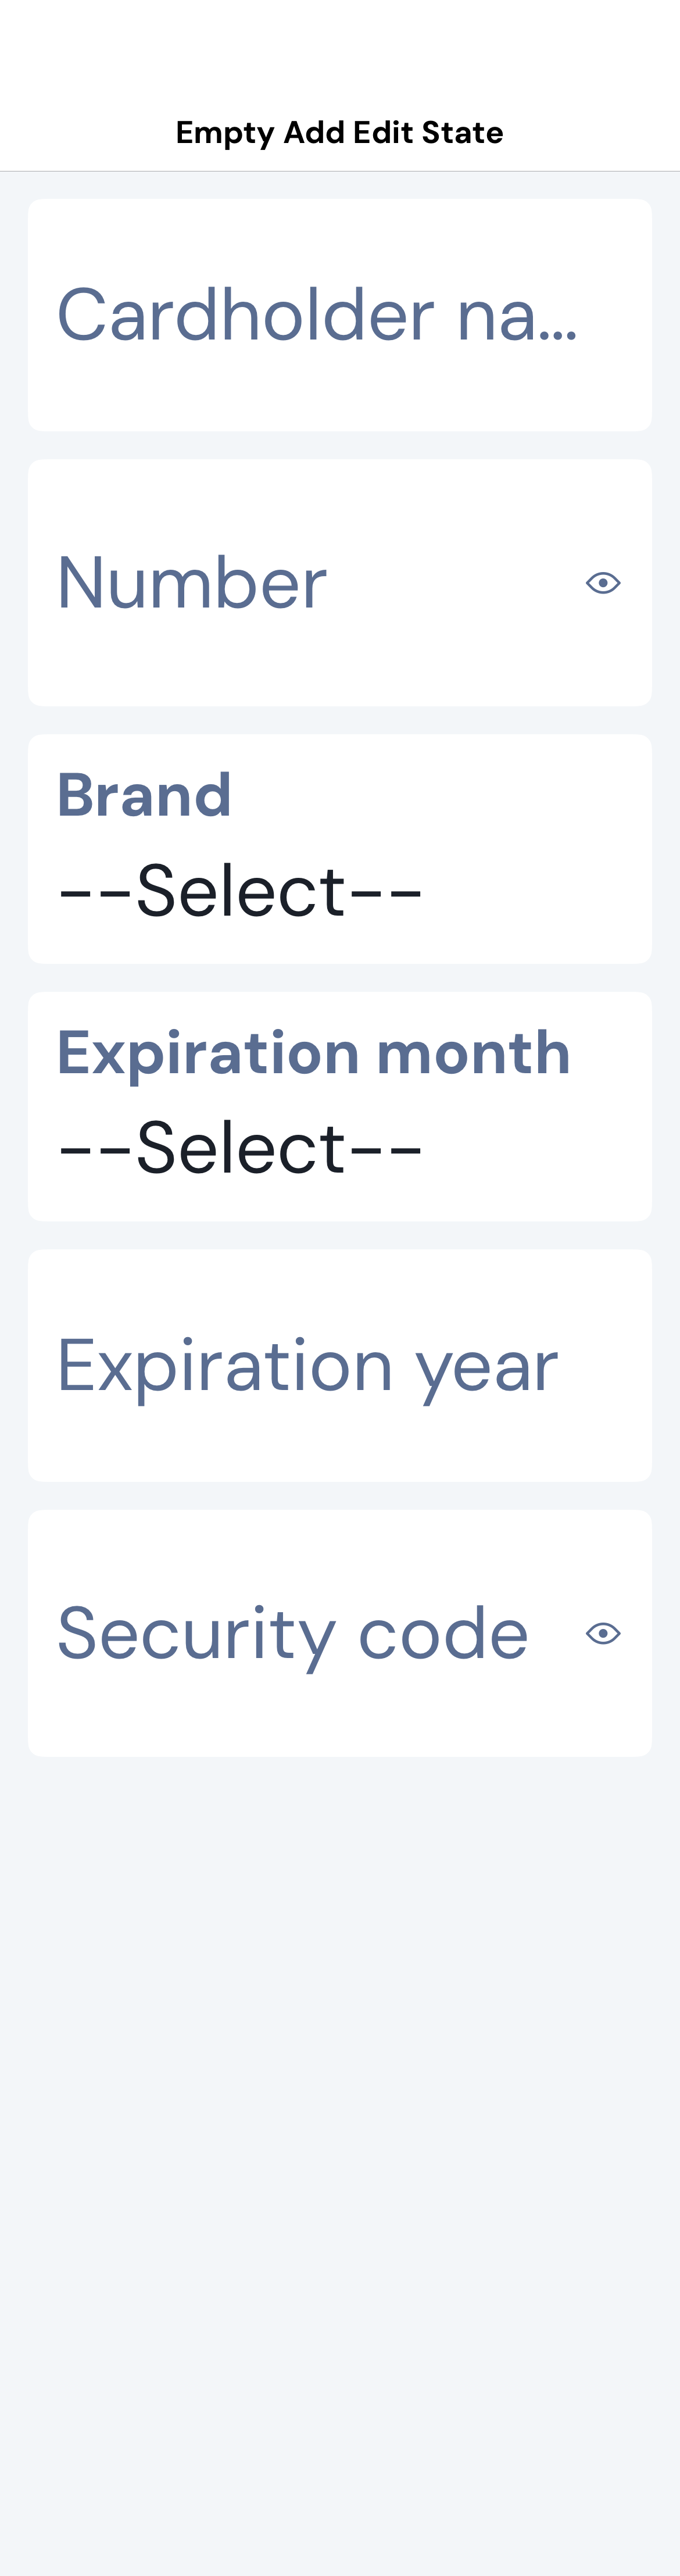 Empty Add Edit State
Cardholder na...
Number
Brand
--Select--
Expiration month
--Select--
Expiration year
Security code